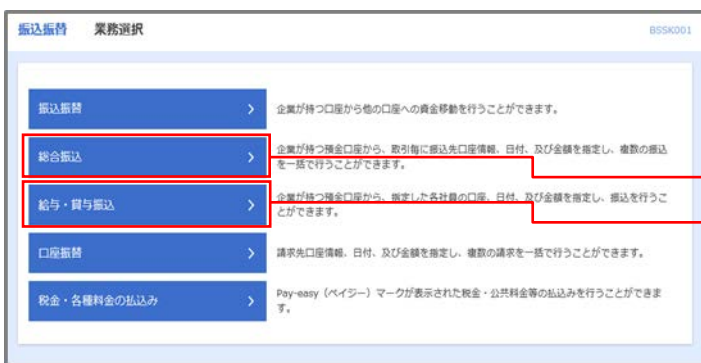 振込振替 業務選択 BSSK001
振込振替 企業が持つ口座から他の口座への資金移動を行うことができます。
総合振込 企業が持つ預金口座から、取引毎に振込先口座情報、日付、及び金額を指定し、複数の振込
を一括で行うことができます。
給与・賞与振込 企業が持つ預金口座から、指定した各社員の口座、日付、及び金額を指定し、振込を行うこ
とができます。
口座振替 請求先口座情報、日付、及び金額を指定し、複数の請求を一括で行うことができます。
税金・各種料金の払込み Pay-easy（ペイジー）マークが表示された税金・公共料金等の払込みを行うことができま
す。